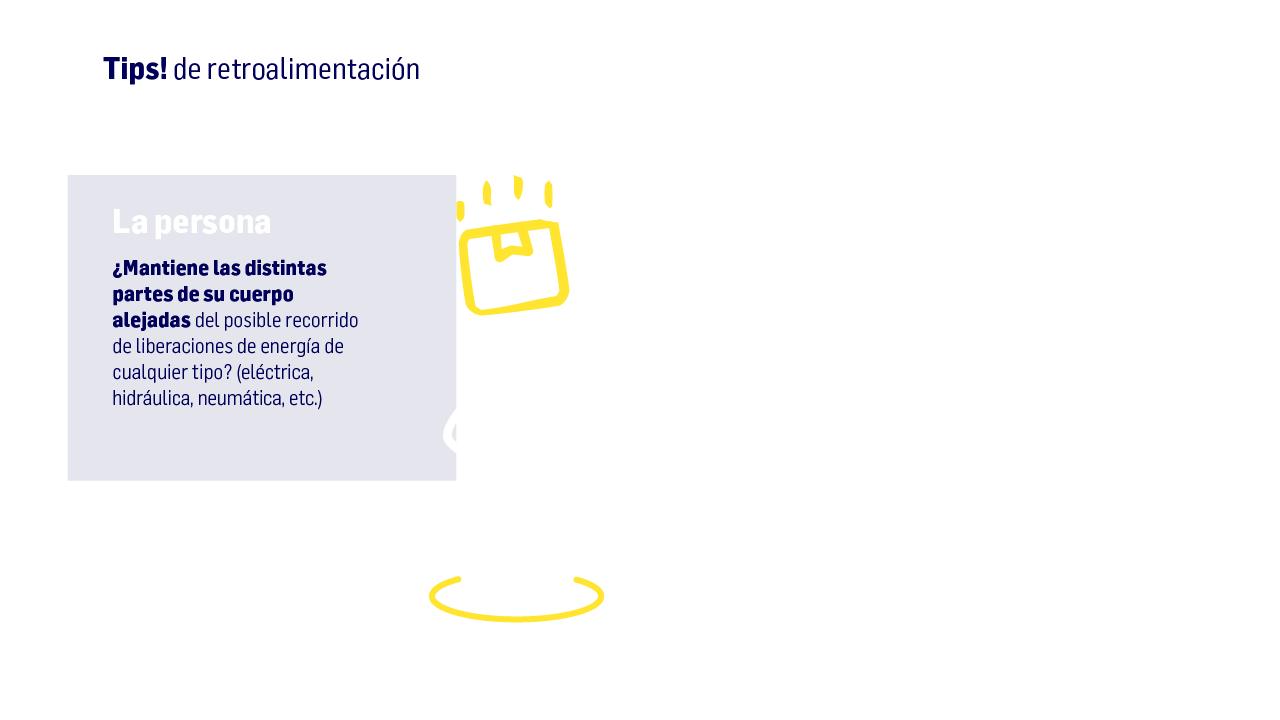 Tips! de retroalimentación
La persona
¿Mantiene las distintas
partes de su cuerpo
alejadas del posible recorrido
de liberaciones de energía de
cualquier tipo? (eléctrica,
hidráulica, neumática, etc.)